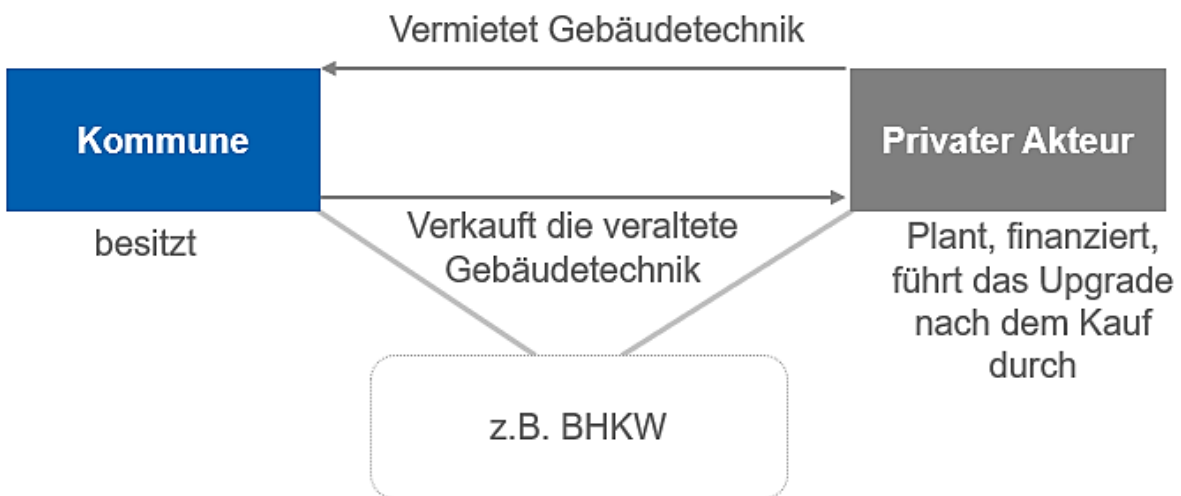 Vermietet Gebäudetechnik
Kommune
Privater Akteur
besitzt
Verkauft die veraltete
Gebäudetechnik
Plant, finanziert,
führt das Upgrade
nach dem Kauf
durch
z.B. BHKW